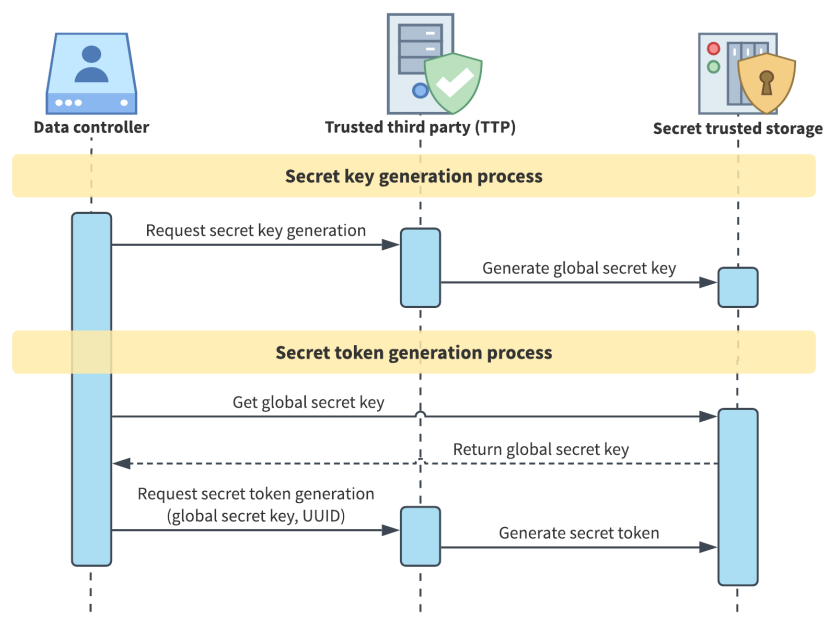 Data controller
Trusted third party (TTP)
Secret trusted storage
Secret key generation process
Request secret key generation
Generate global secret key
Secret token generation process
Get global secret key
Return global secret key
Request secret token generation
(global secret key, UUID)
Generate secret token